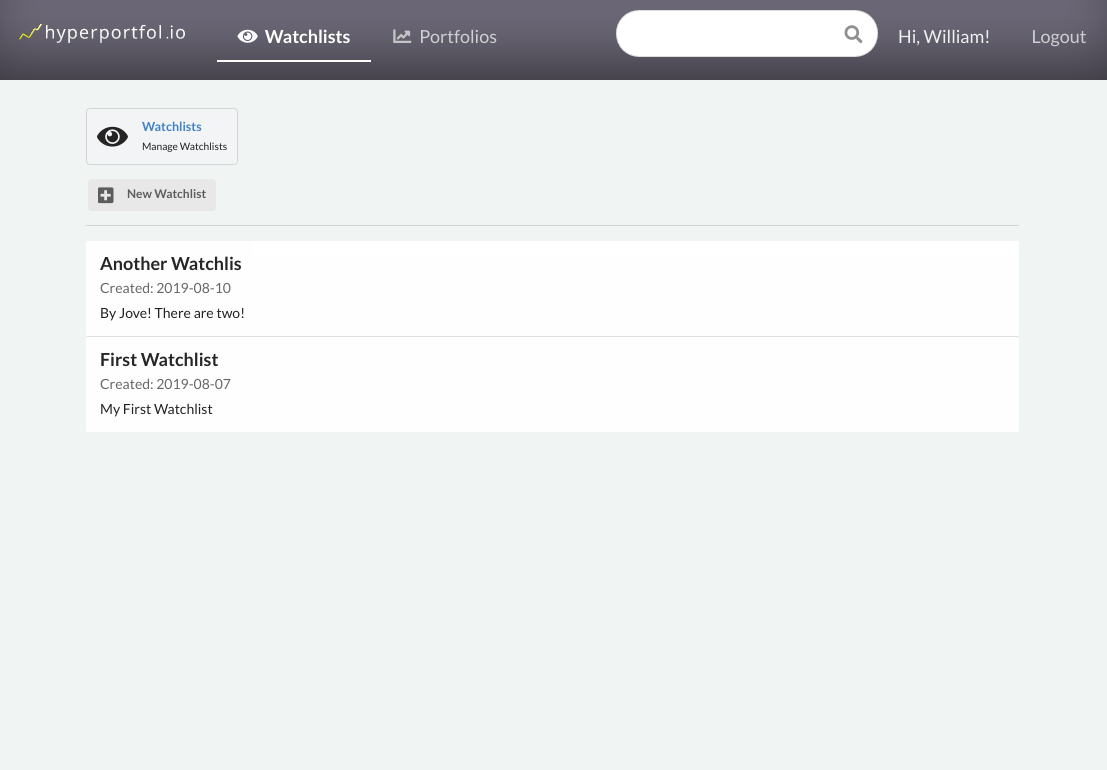 hyperportfol.io
Watchlists
Portfolios
Hi, William!
Logout
Watchlists
Manage Watchlists
New Watchlist
Another Watchlis
Created: 2019-08-10
By Jove! There are two!
First Watchlist
Created: 2019-08-07
My First Watchlist